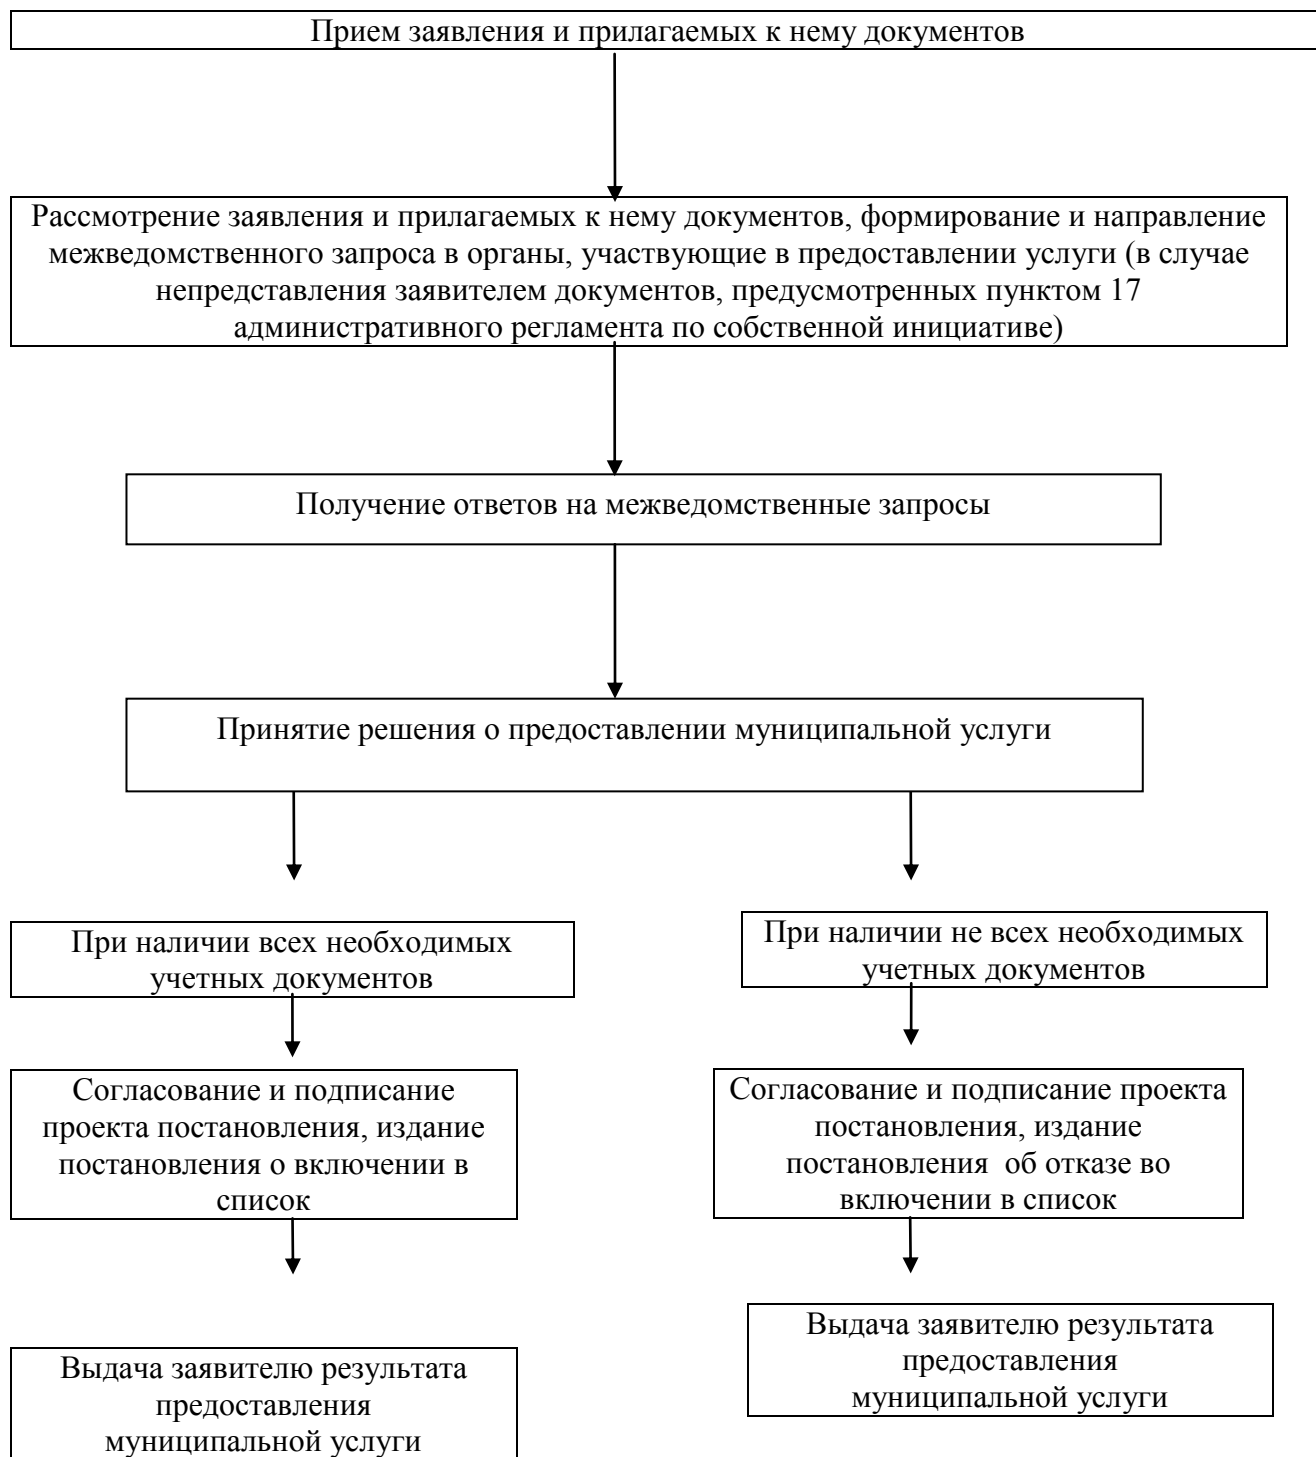 Прием заявления и прилагаемых к нему документов
Рассмотрение заявления и прилагаемых к нему документов, формирование и направление
межведомственного запроса в органы, участвующие в предоставлении услуги (в случае
непредставления заявителем документов, предусмотренных пунктом 17
административного регламента по собственной инициативе)
Получение ответов на межведомственные запросы
Принятие решения о предоставлении муниципальной услуги
При наличии всех необходимых
учетных документов
Согласование и подписание
проекта постановления, издание
постановления о включении в
список
Выдача заявителю результата
предоставления
муниципальной услуги
При наличии не всех необходимых
учетных документов
Согласование и подписание проекта
постановления, издание
постановления  об отказе во
включении в список
Выдача заявителю результата
предоставления
муниципальной услуги